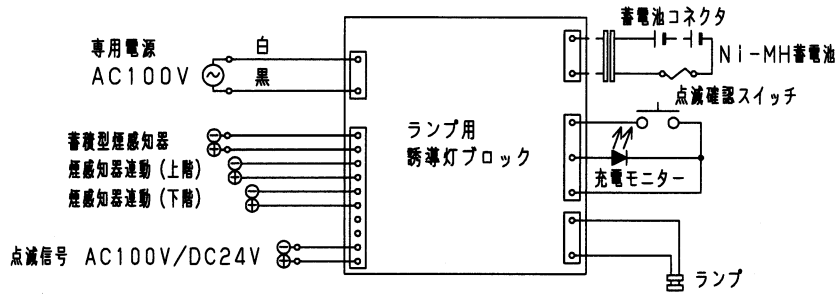 専用電源
AC100V
白
黒
蓄積型煙感知器
煙感知器連動(上階)
煙感知器連動(下階)
点滅信号 AC100V/DC24V
ランプ用
誘導灯ブロック
蓄電池コネクタ
Ni-MH蓄電池
点滅確認スイッチ
充電モニター
ランプ